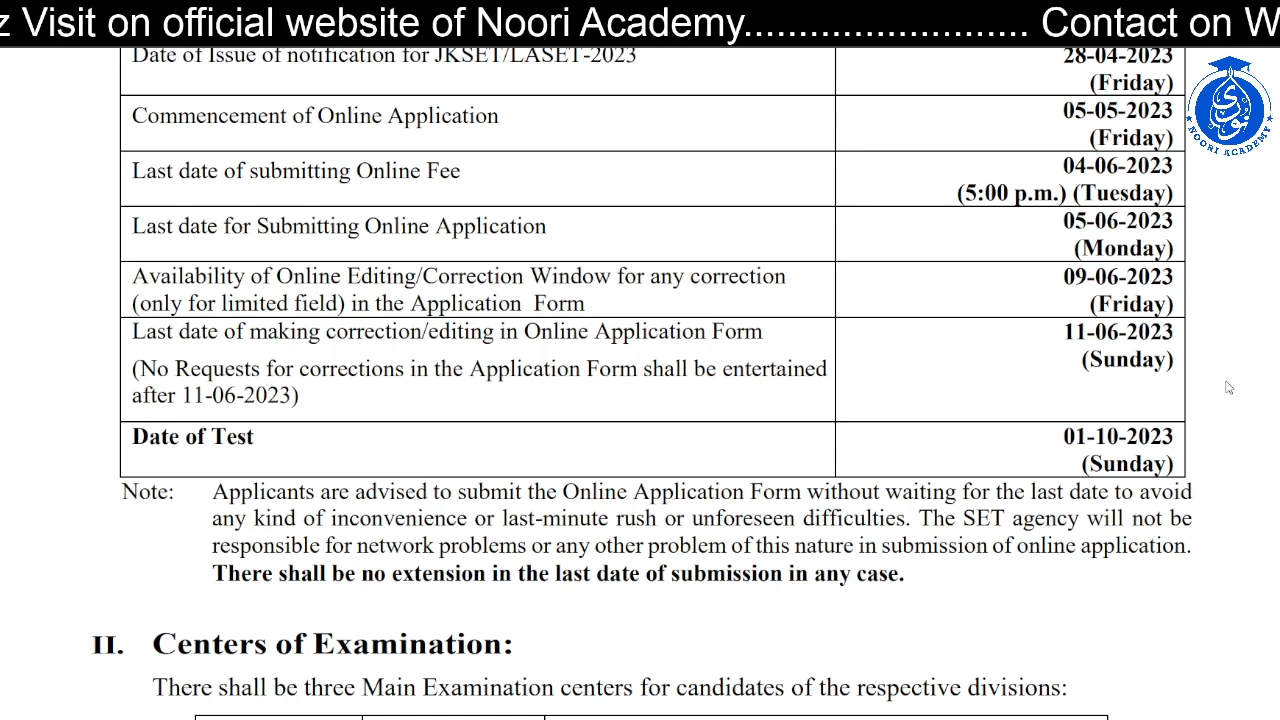 z Visit on official website of Noori Academy.......................... Contact on W
Date of Issue of notification for JKSET/LASET-2023
28-04-2023
(Friday)
Commencement of Online Application
05-05-2023
(Friday)
Last date of submitting Online Fee
04-06-2023
(5:00 p.m.) (Tuesday)
Last date for Submitting Online Application
05-06-2023
(Monday)
Availability of Online Editing/Correction Window for any correction
(only for limited field) in the Application Form
09-06-2023
(Friday)
Last date of making correction/editing in Online Application Form
(No Requests for corrections in the Application Form shall be entertained
after 11-06-2023)
11-06-2023
(Sunday)
Date of Test
01-10-2023
(Sunday)
Note: Applicants are advised to submit the Online Application Form without waiting for the last date to avoid
any kind of inconvenience or last-minute rush or unforeseen difficulties. The SET agency will not be
responsible for network problems or any other problem of this nature in submission of online application.
There shall be no extension in the last date of submission in any case.
II. Centers of Examination:
There shall be three Main Examination centers for candidates of the respective divisions:
نوری
NOORI ACADEMY